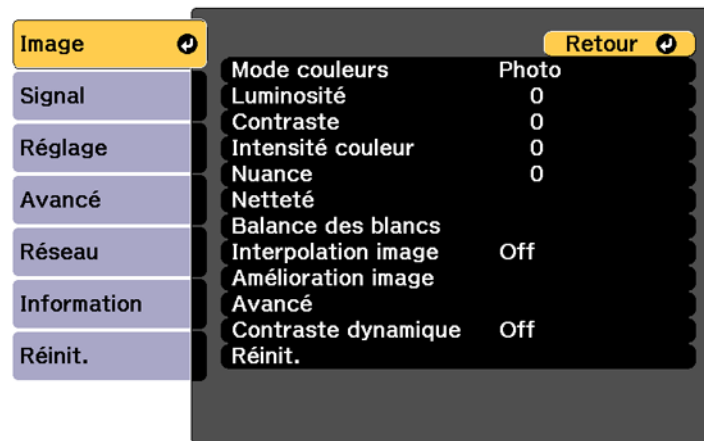 Image
Signal
Réglage
Avancé
Réseau
Information
Réinit.
Retour
Mode couleurs Photo
Luminosité 0
Contraste 0
Intensité couleur 0
Nuance 0
Netteté
Balance des blancs
Interpolation image Off
Amélioration image
Avancé
Contraste dynamique Off
Réinit.